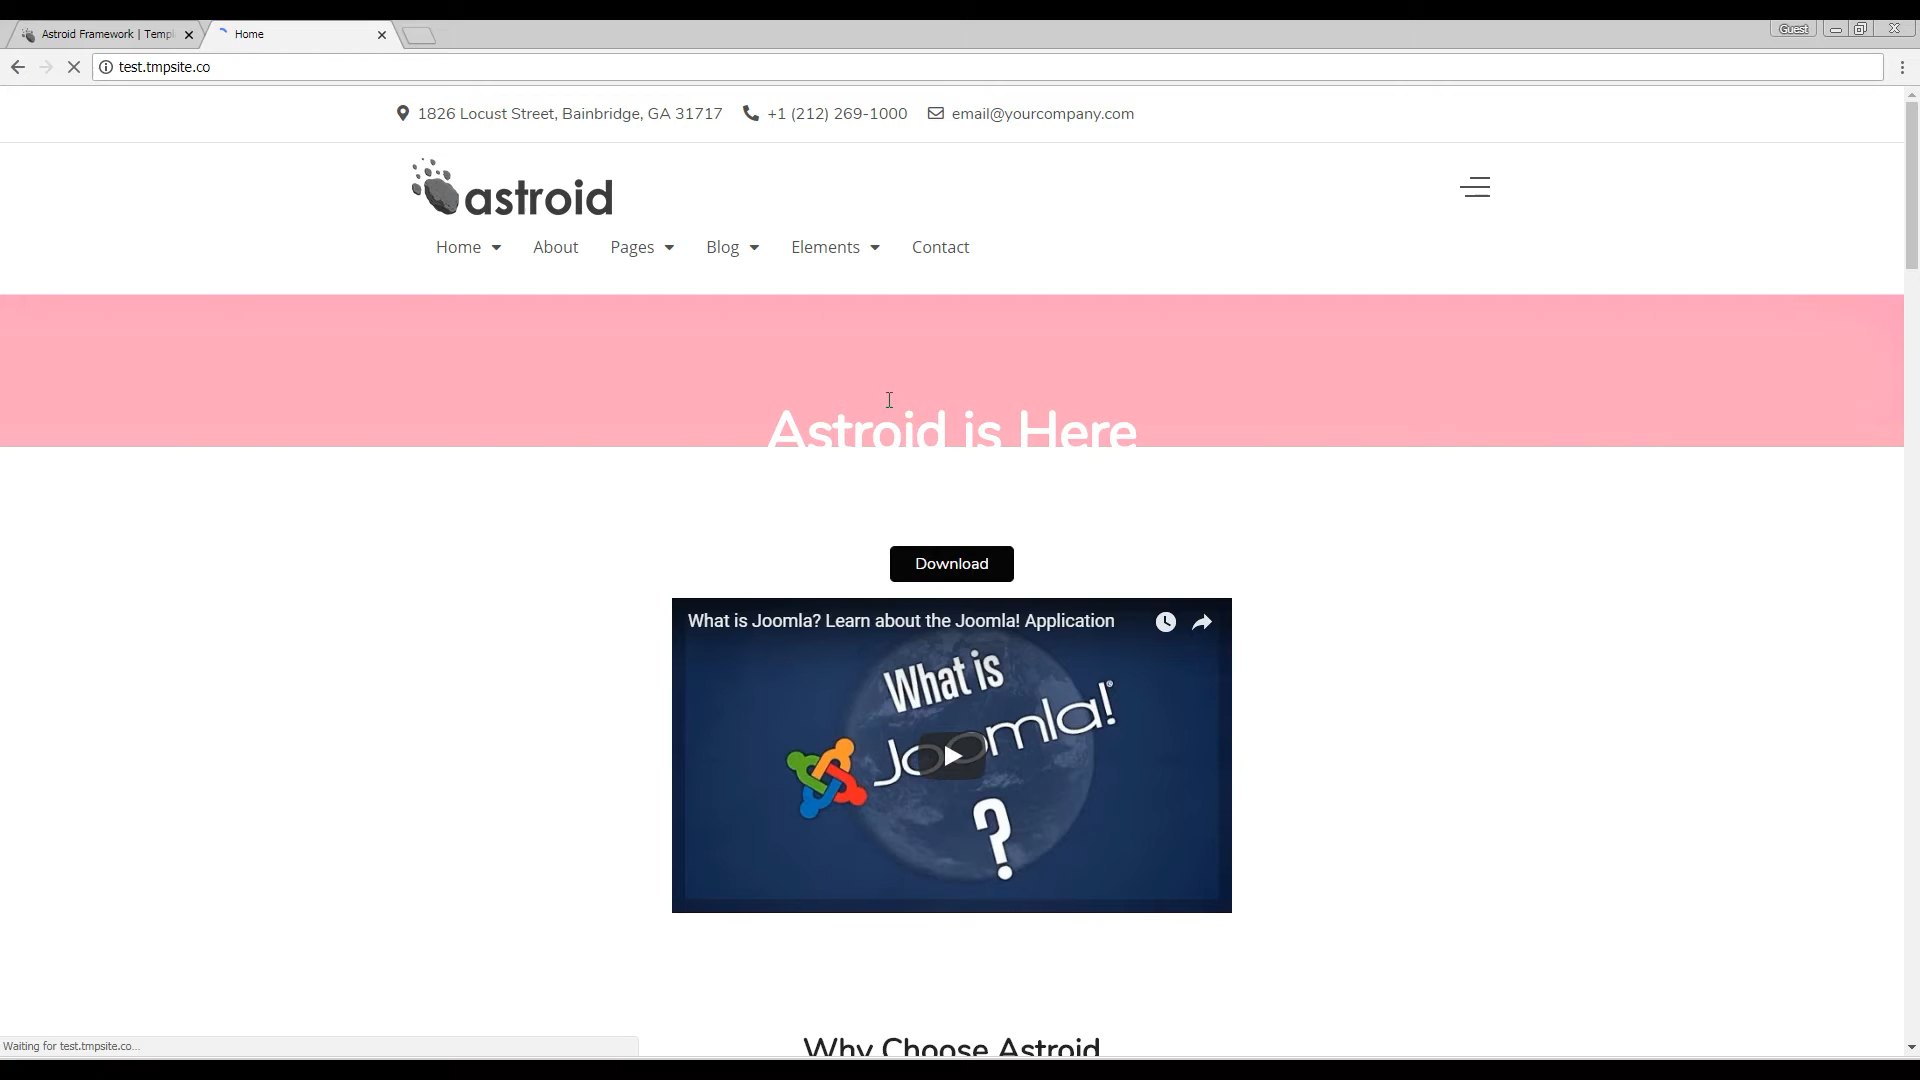 Astroid Framework | Templ
Home
Guest
test.tmpsite.co
1826 Locust Street, Bainbridge, GA 31717
+1 (212) 269-1000
email@yourcompany.com
astroid
Home
About
Pages
Blog
Elements
Contact
Astroid is Here
Download
What is Joomla? Learn about the Joomla! Application
What is
Joomla!
?
Waiting for test.tmpsite.co...
Why Choose Astroid